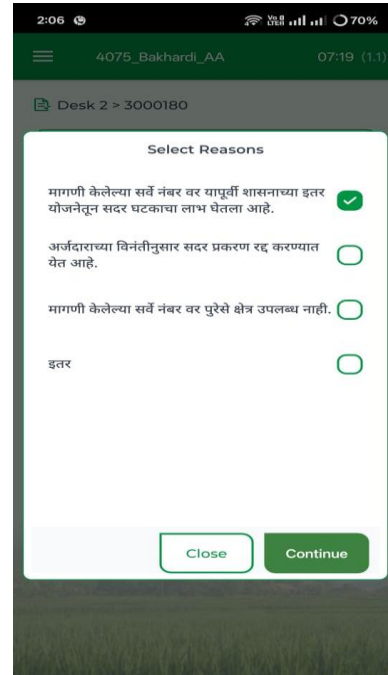 2:06
70%
4075_Bakhardi_AA 07:19 (1.1)
Desk 2 > 3000180
Select Reasons
मागणी केलेल्या सर्वे नंबर वर यापूर्वी शासनाच्या इतर
योजनेतून सदर घटकाचा लाभ घेतला आहे.
अर्जदाराच्या विनंतीनुसार सदर प्रकरण रद्द करण्यात
येत आहे.
मागणी केलेल्या सर्वे नंबर वर पुरेसे क्षेत्र उपलब्ध नाही.
इतर
Close Continue